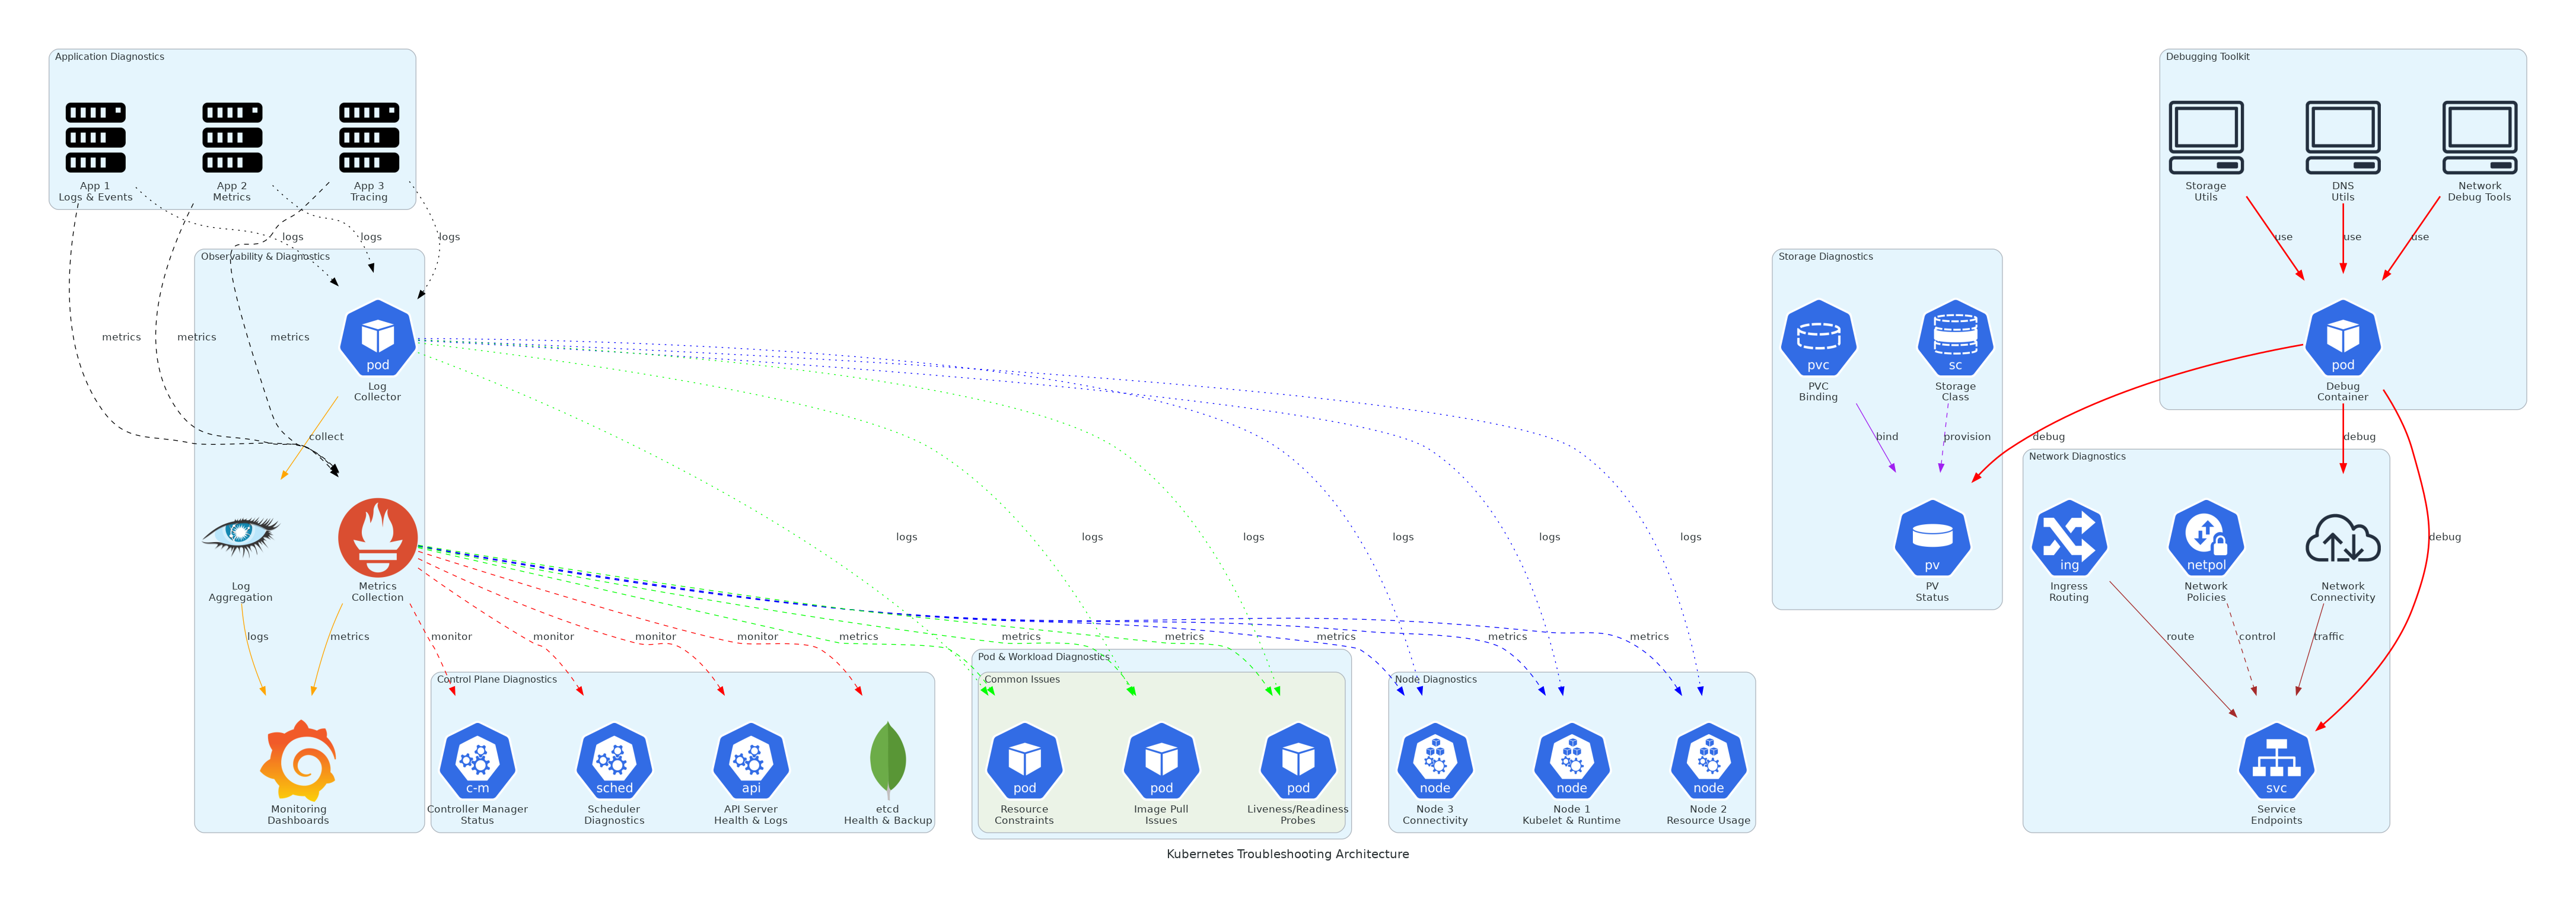 Application Diagnostics
App 1
Logs & Events
App 2
Metrics
App 3
Tracing
Debugging Toolkit
Storage
Utils
DNS
Utils
Network
Debug Tools
logs
logs
logs
use
use
use
Observability & Diagnostics
metrics
metrics
metrics
pod
Log
Collector
collect
Log
Aggregation
Metrics
Collection
logs
metrics
Monitoring
Dashboards
Storage Diagnostics
pvc
PVC
Binding
sc
Storage
Class
bind
provision
pv
PV
Status
pod
Debug
Container
debug
debug
debug
Network Diagnostics
ing
Ingress
Routing
netpol
Network
Policies
Network
Connectivity
route
control
traffic
svc
Service
Endpoints
logs
logs
logs
logs
logs
logs
monitor
monitor
monitor
monitor
metrics
metrics
metrics
metrics
metrics
metrics
Control Plane Diagnostics
c-m
Controller Manager
Status
sched
Scheduler
Diagnostics
api
API Server
Health & Logs
etcd
Health & Backup
Pod & Workload Diagnostics
Common Issues
pod
Resource
Constraints
pod
Image Pull
Issues
pod
Liveness/Readiness
Probes
Node Diagnostics
node
Node 3
Connectivity
node
Node 1
Kubelet & Runtime
node
Node 2
Resource Usage
Kubernetes Troubleshooting Architecture